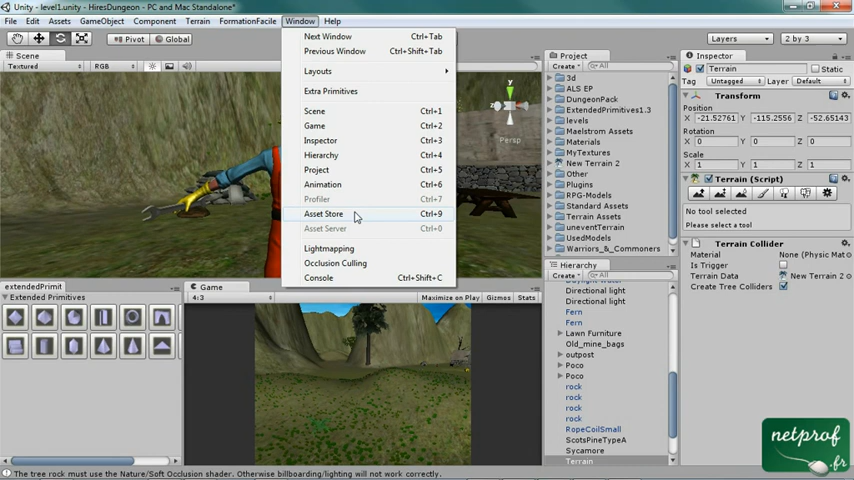 Unity - level1.unity - HiresDungeon - PC and Mac Standalone*
File Edit Assets GameObject Component Terrain FormationFacile Window Help
Pivot Global Layers 2 by 3
Next Window Ctrl+Tab
Previous Window Ctrl+Shift+Tab
Layouts
Extra Primitives
Scene Ctrl+1
Game Ctrl+2
Inspector Ctrl+3
Hierarchy Ctrl+4
Project Ctrl+5
Animation Ctrl+6
Profiler Ctrl+7
Asset Store Ctrl+9
Asset Server Ctrl+0
Lightmapping
Occlusion Culling
Console Ctrl+Shift+C
Scene
Textured RGB
y
Persp
extendedPrimit
Extended Primitives
Game
4:3 Maximize on Play Gizmos Stats
Project
Create All
3d
ALS EP
DungeonPack
ExtendedPrimitives1.3
levels
Maelstrom Assets
Materials
MyTextures
New Terrain 2
Plugins
RPG-Materials
Standard Assets
Terrain Assets
uneventTerrain
UsedModels
Warriors_&_Commoners
Hierarchy
Create All
Directional light
Directional light
Fern
Fern
Lawn Furniture
Old_mine_bags
outpost
Poco
Poco
rock
rock
rock
rock
RopeCoilSmall
ScotsPineTypeA
Sycamore
Terrain
Inspector
Terrain Static
Tag Untagged Layer Default
Transform
Position
X -21.52761 Y -115.2556 Z -52.65143
Rotation
X 0 Y 0 Z 0
Scale
X 1 Y 1 Z 1
Terrain (Script)
No tool selected
Please select a tool
Terrain Collider
Material None (Physic Mat
Is Trigger
Terrain Data New Terrain 2
Create Tree Colliders
The tree rock must use the Nature/Soft Occlusion shader. Otherwise billboarding/lighting will not work correctly.
netprof
.fr